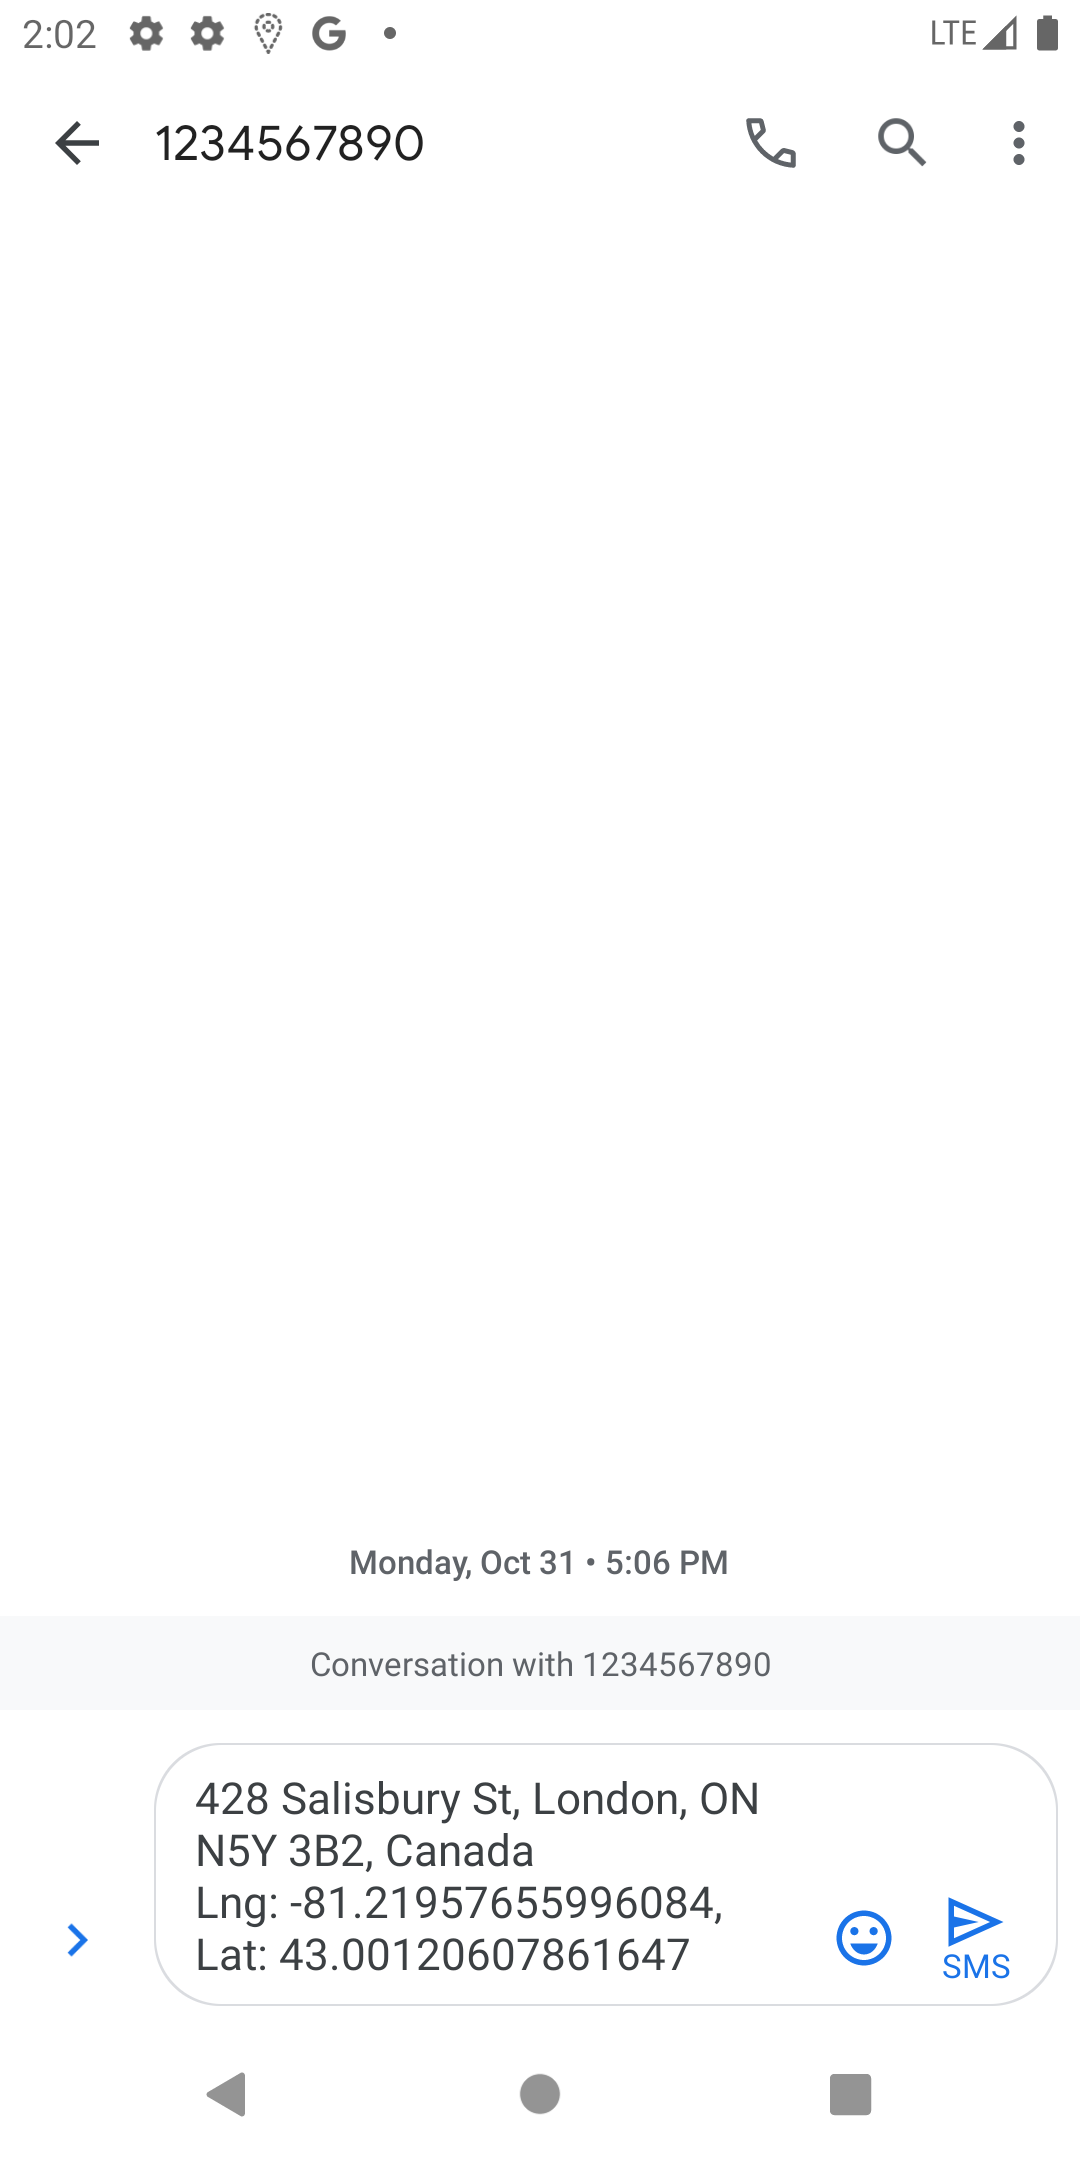 2:02 LTE
1234567890
Monday, Oct 31 • 5:06 PM
Conversation with 1234567890
428 Salisbury St, London, ON
N5Y 3B2, Canada
Lng: -81.21957655996084,
Lat: 43.00120607861647
SMS